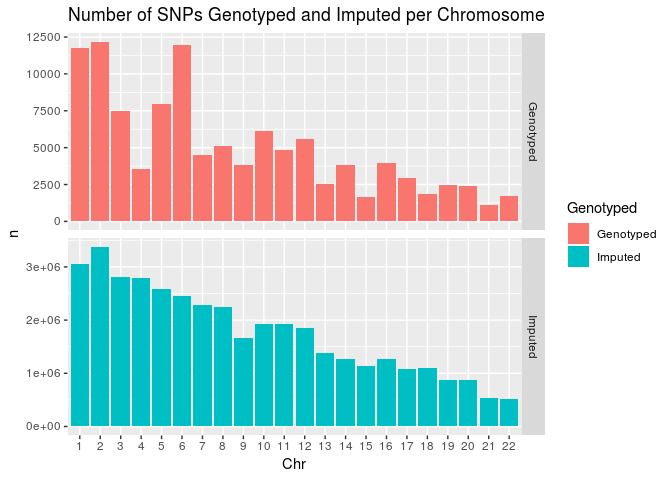 Number of SNPs Genotyped and Imputed per Chromosome
12500
10000
7500
5000
2500
0
Genotyped
n
3e+06
2e+06
1e+06
0e+00
Imputed
1 2 3 4 5 6 7 8 9 10 11 12 13 14 15 16 17 18 19 20 21 22
Chr
Genotyped
Genotyped
Imputed